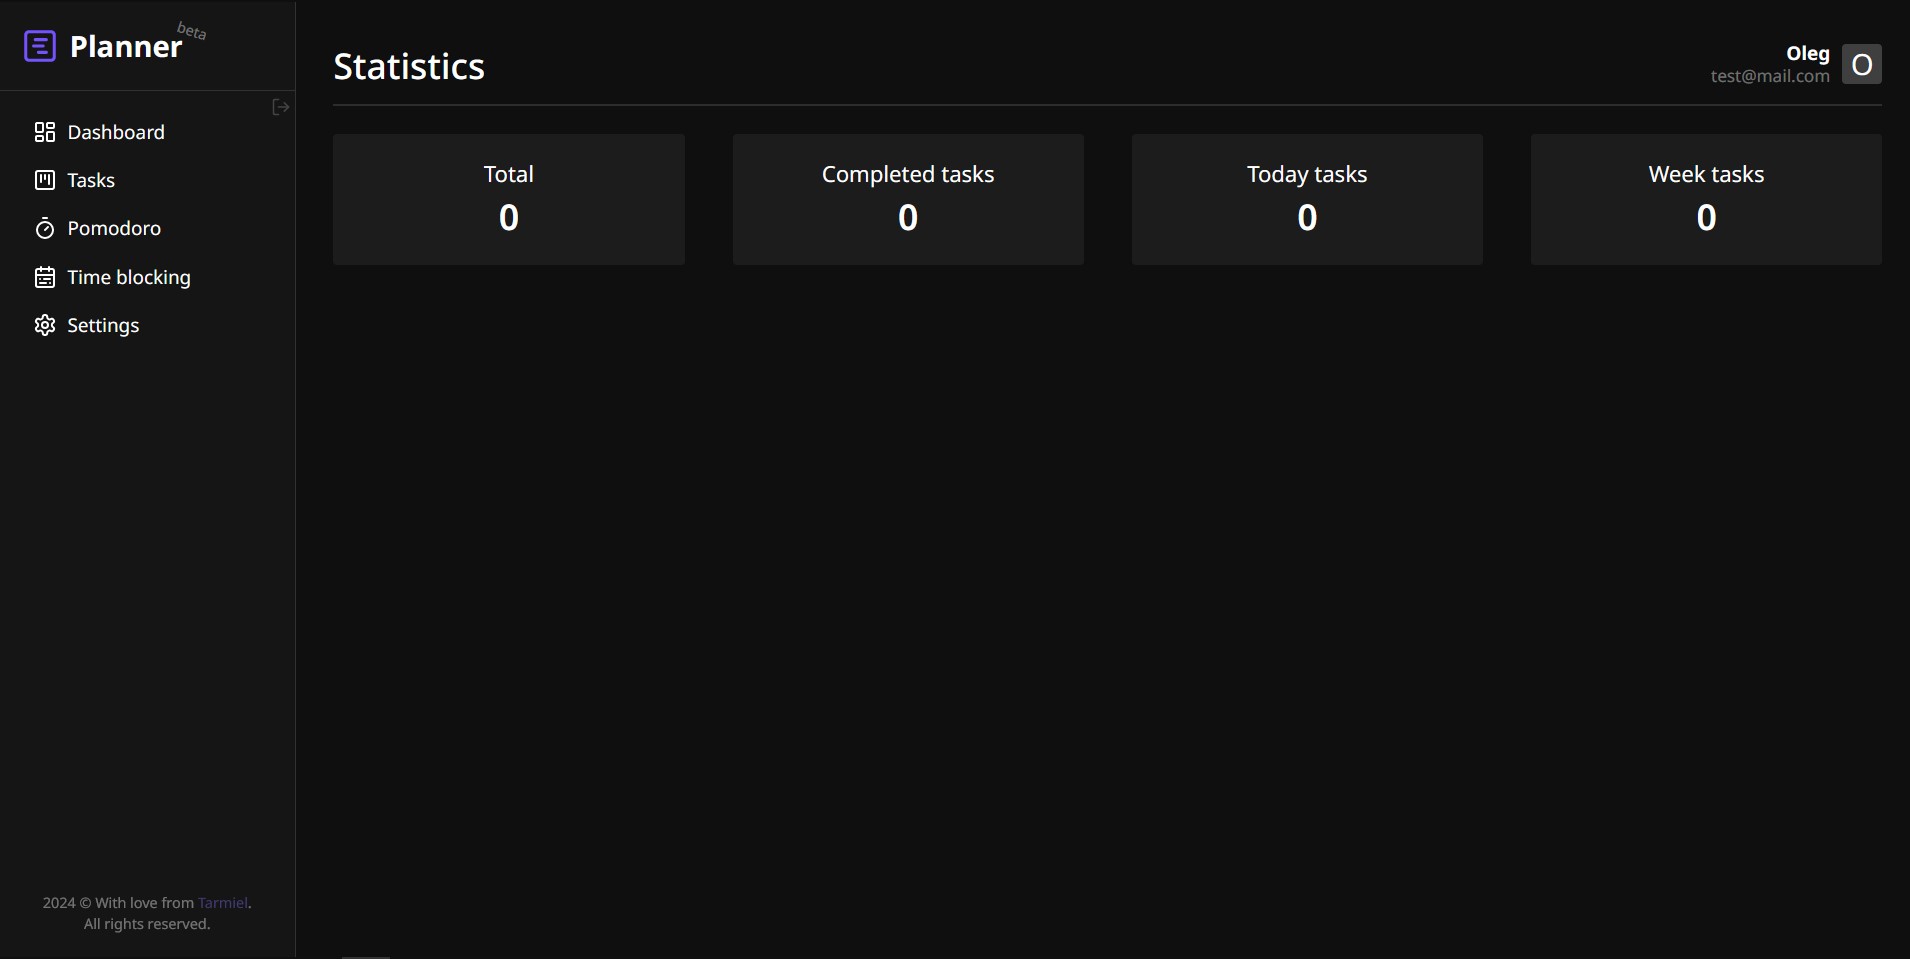 Planner beta
Dashboard
Tasks
Pomodoro
Time blocking
Settings
2024 © With love from Tarmiel.
All rights reserved.
Statistics
Oleg
test@mail.com
O
Total
0
Completed tasks
0
Today tasks
0
Week tasks
0